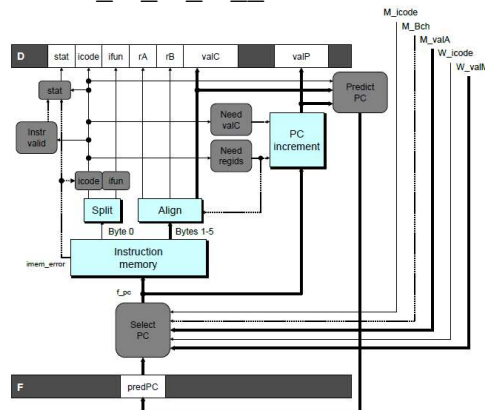 M_icode
M_Bch
M_valA
W_icode
W_valM
D stat icode ifun rA rB valC valP
stat
Predict
PC
Instr
valid
Need
valC
Need
regids
PC
increment
icode ifun
Split
Align
Byte 0
Bytes 1-5
imem_error
Instruction
memory
f_pc
Select
PC
F predPC